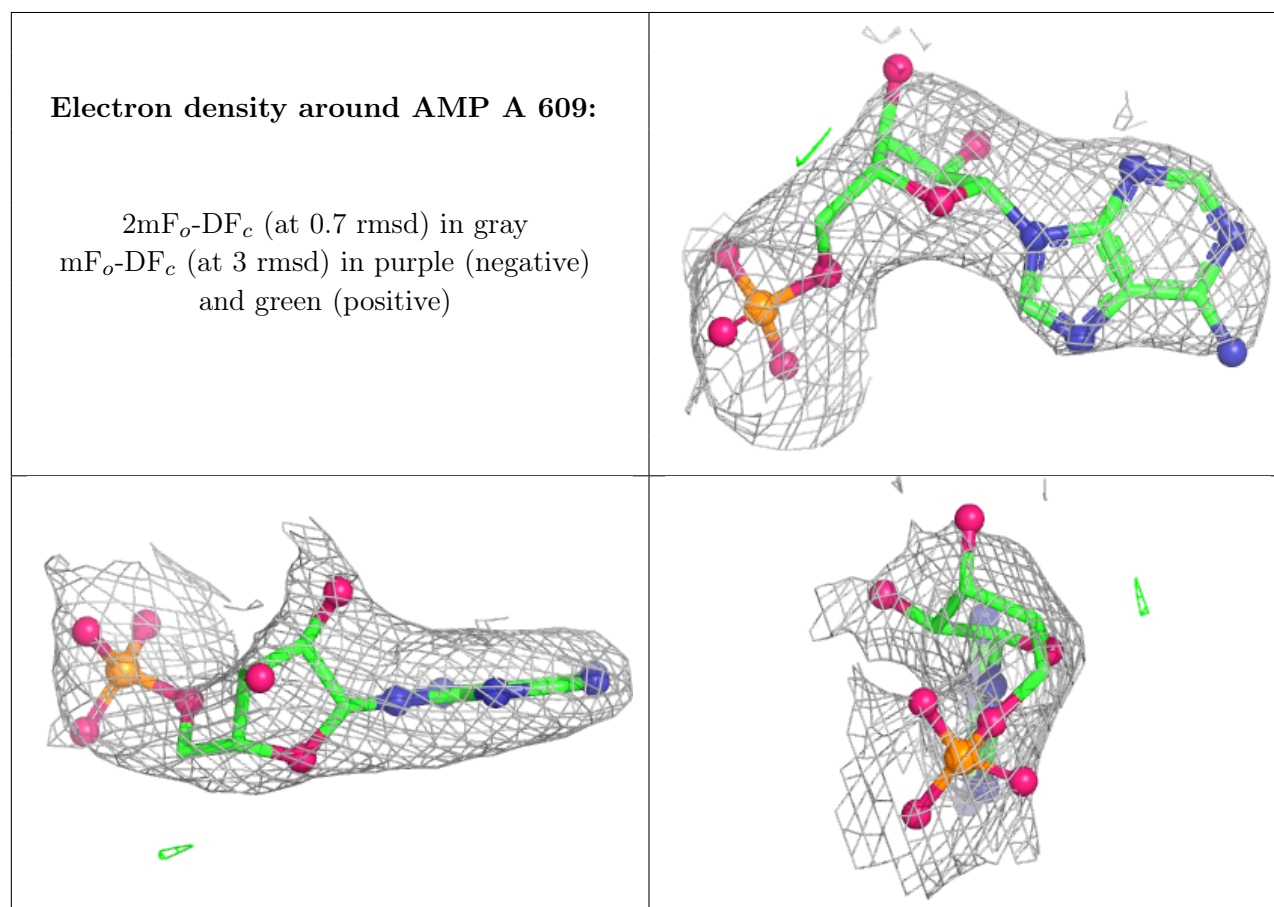 Electron density around AMP A 609:
2mFo-DFc (at 0.7 rmsd) in gray
mFo-DFc (at 3 rmsd) in purple (negative)
and green (positive)